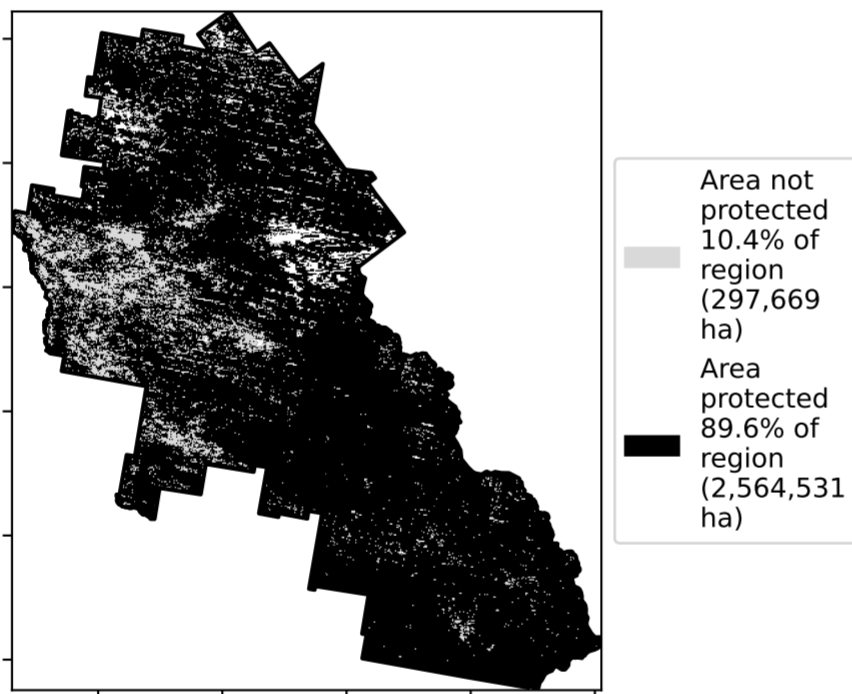 Area not
protected
10.4% of
region
(297,669
ha)
Area
protected
89.6% of
region
(2,564,531
ha)